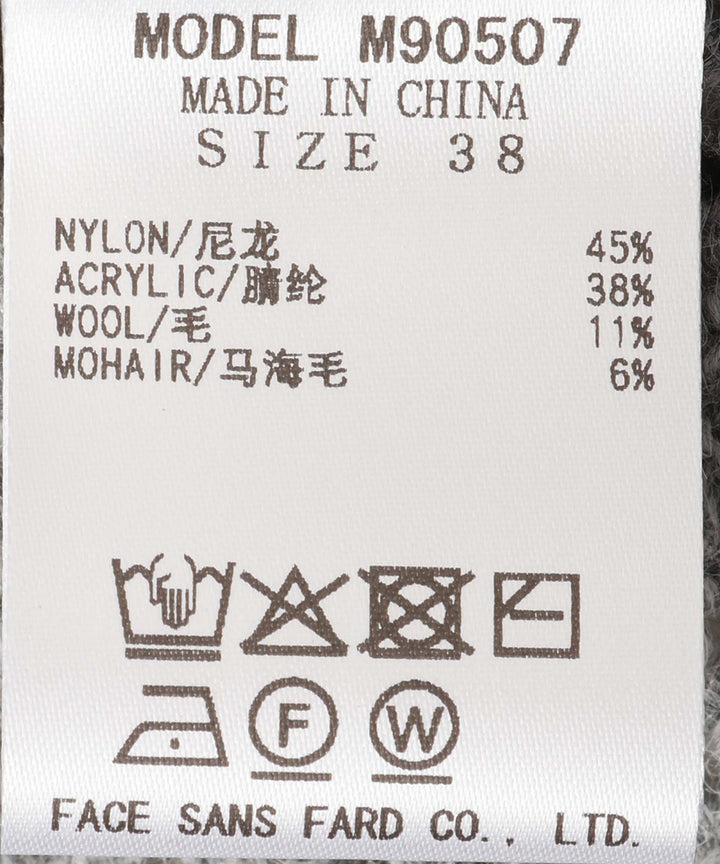 MODEL M90507
MADE IN CHINA
SIZE 38
NYLON/尼龙 45%
ACRYLIC/腈纶 38%
WOOL/毛 11%
MOHAIR/马海毛 6%
F W
FACE SANS FARD CO., LTD.